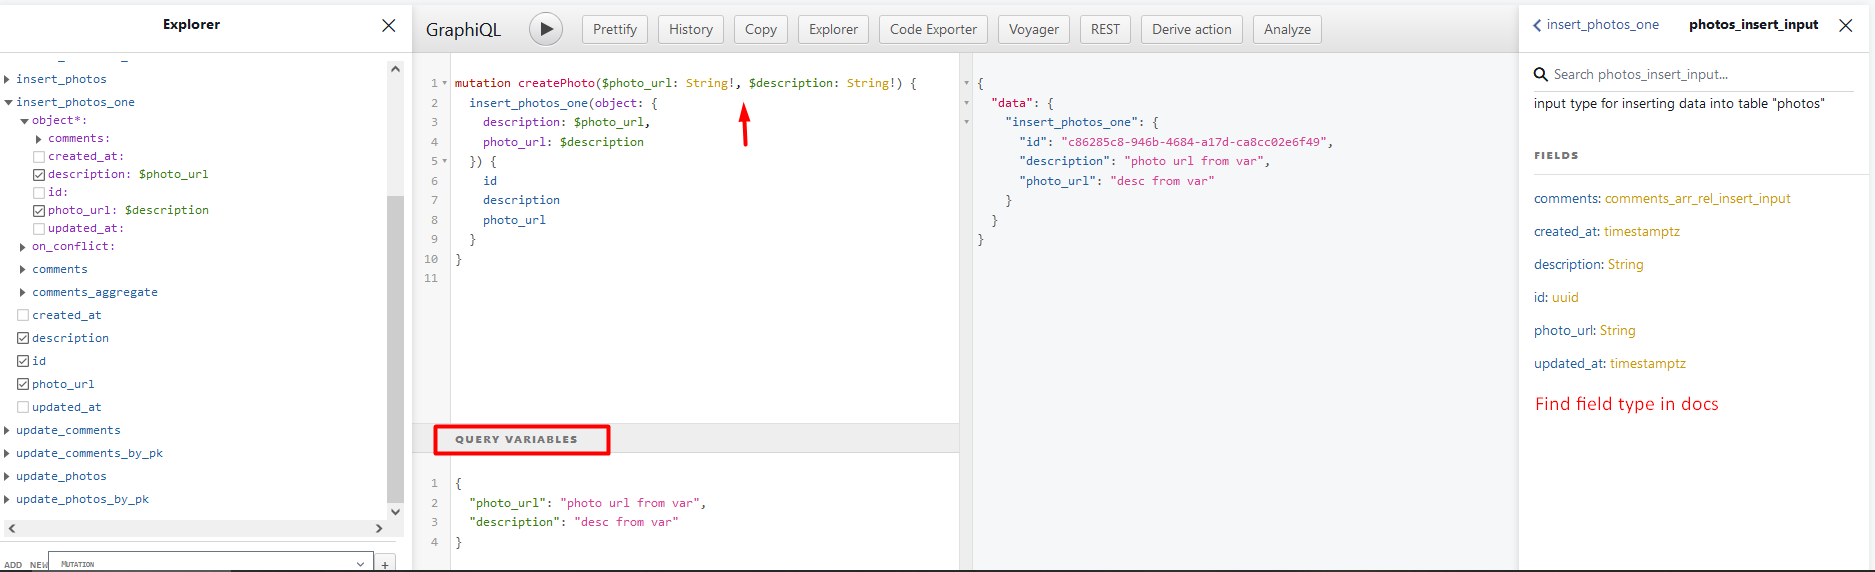 Explorer
insert_photos
insert_photos_one
object*:
comments:
created_at:
description: $photo_url
id:
photo_url: $description
updated_at:
on_conflict:
comments
comments_aggregate
created_at
description
id
photo_url
updated_at
update_comments
update_comments_by_pk
update_photos
update_photos_by_pk
ADD NEW MUTATION +
GraphiQL Prettify History Copy Explorer Code Exporter Voyager REST Derive action Analyze
1 mutation createPhoto($photo_url: String!, $description: String!) {
2 insert_photos_one(object: {
3 description: $photo_url,
4 photo_url: $description
5 }) {
6 id
7 description
8 photo_url
9 }
10 }
11
QUERY VARIABLES
1 {
2 "photo_url": "photo url from var",
3 "description": "desc from var"
4 }
{
"data": {
"insert_photos_one": {
"id": "c86285c8-946b-4684-a17d-ca8cc02e6f49",
"description": "photo url from var",
"photo_url": "desc from var"
}
}
}
insert_photos_one photos_insert_input
Search photos_insert_input...
input type for inserting data into table "photos"
FIELDS
comments: comments_arr_rel_insert_input
created_at: timestamptz
description: String
id: uuid
photo_url: String
updated_at: timestamptz
Find field type in docs